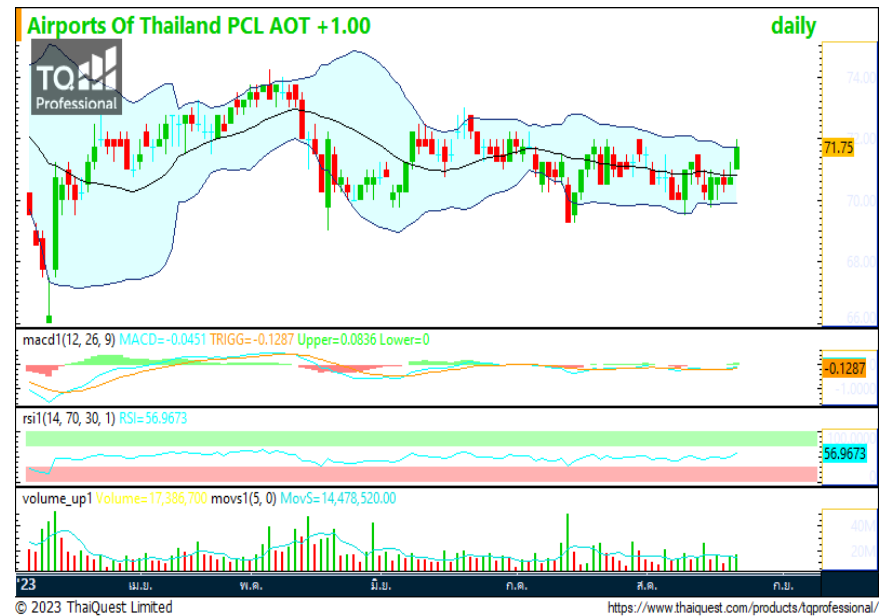 Airports Of Thailand PCL AOT +1.00 daily
TQ
Professional
74.00
72.00
71.75
70.00
68.00
66.00
macd1(12, 26, 9) MACD=-0.0451 TRIGG=-0.1287 Upper=0.0836 Lower=0
-0.1287
-1.0000
rsi1(14, 70, 30, 1) RSI=56.9673
100.0000
56.9673
0
volume_up1 Volume=17,386,700 movs1(5, 0) MovS=14,478,520.00
40M
20M
'23 เม.ย. พ.ค. มิ.ย. ก.ค. ส.ค. ก.ย.
© 2023 ThaiQuest Limited https://www.thaiquest.com/products/tqprofessional/